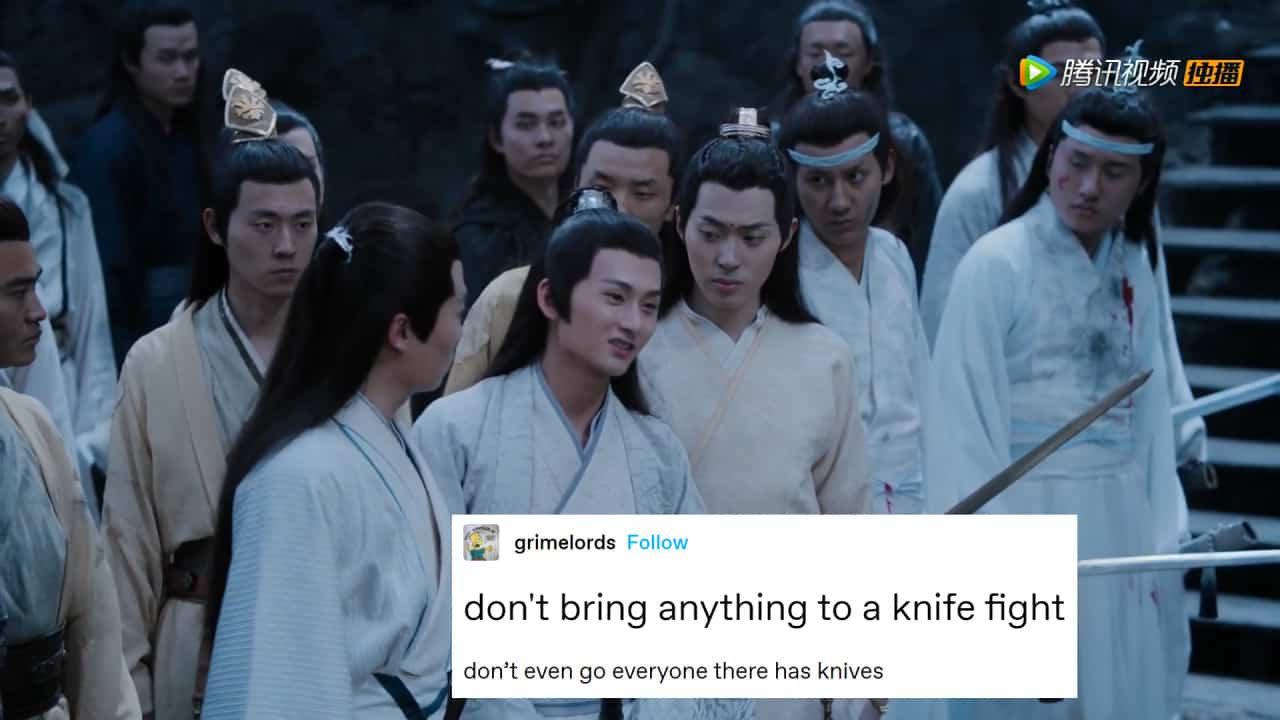 腾讯视频 独播
grimelords Follow
don't bring anything to a knife fight
don’t even go everyone there has knives